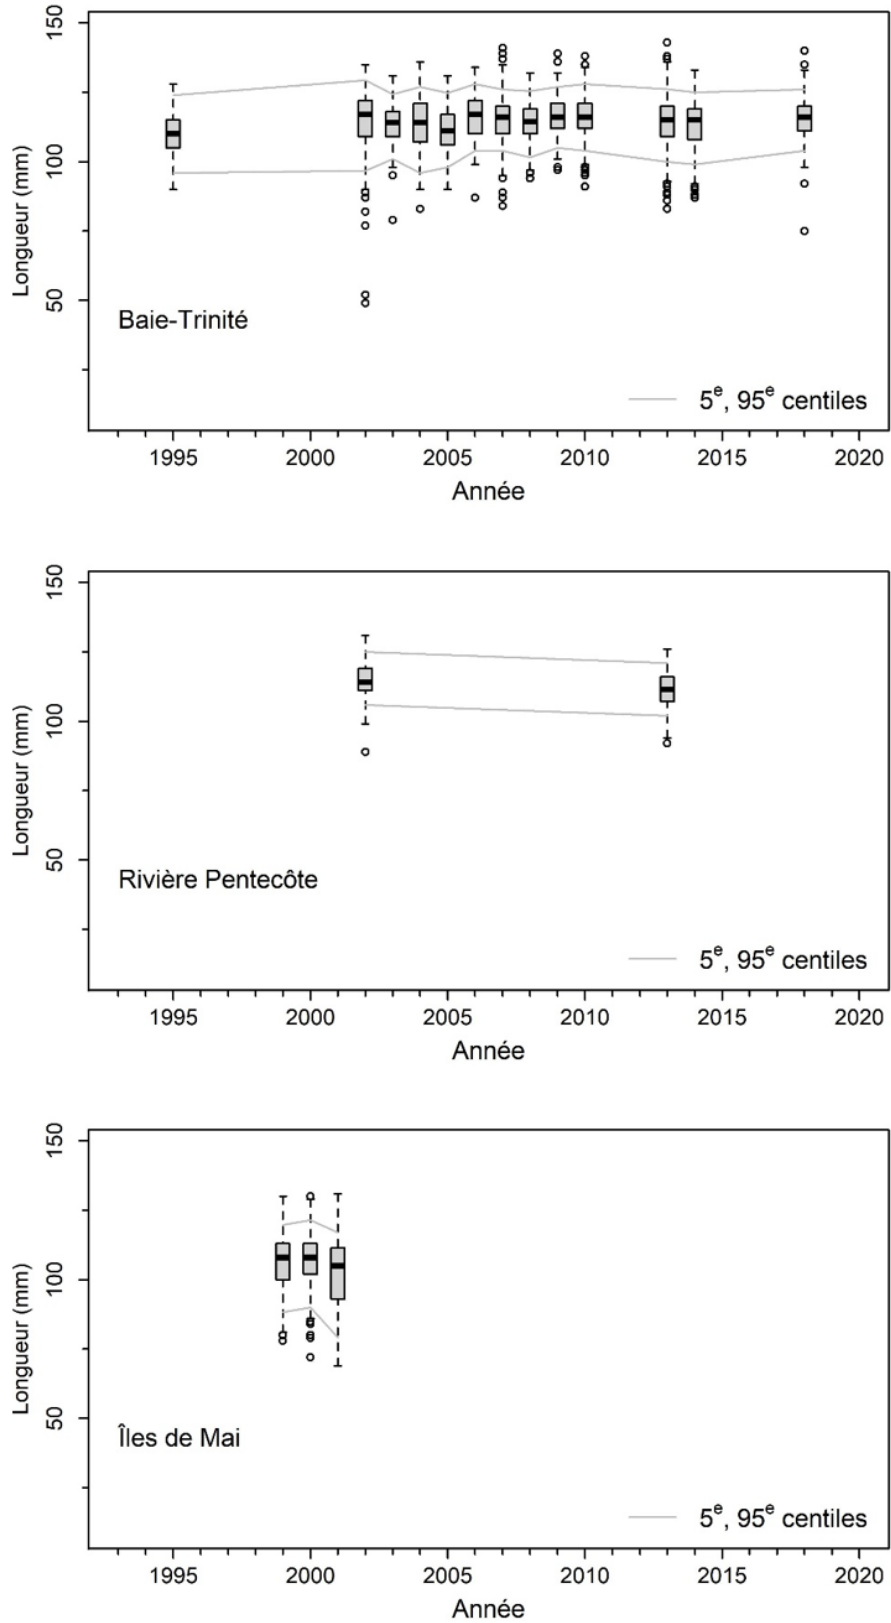 150
100
50
Longueur (mm)
Baie-Trinité
5e, 95e centiles
1995 2000 2005 2010 2015 2020
Année
150
100
50
Longueur (mm)
Rivière Pentecôte
5e, 95e centiles
1995 2000 2005 2010 2015 2020
Année
150
100
50
Longueur (mm)
Îles de Mai
5e, 95e centiles
1995 2000 2005 2010 2015 2020
Année